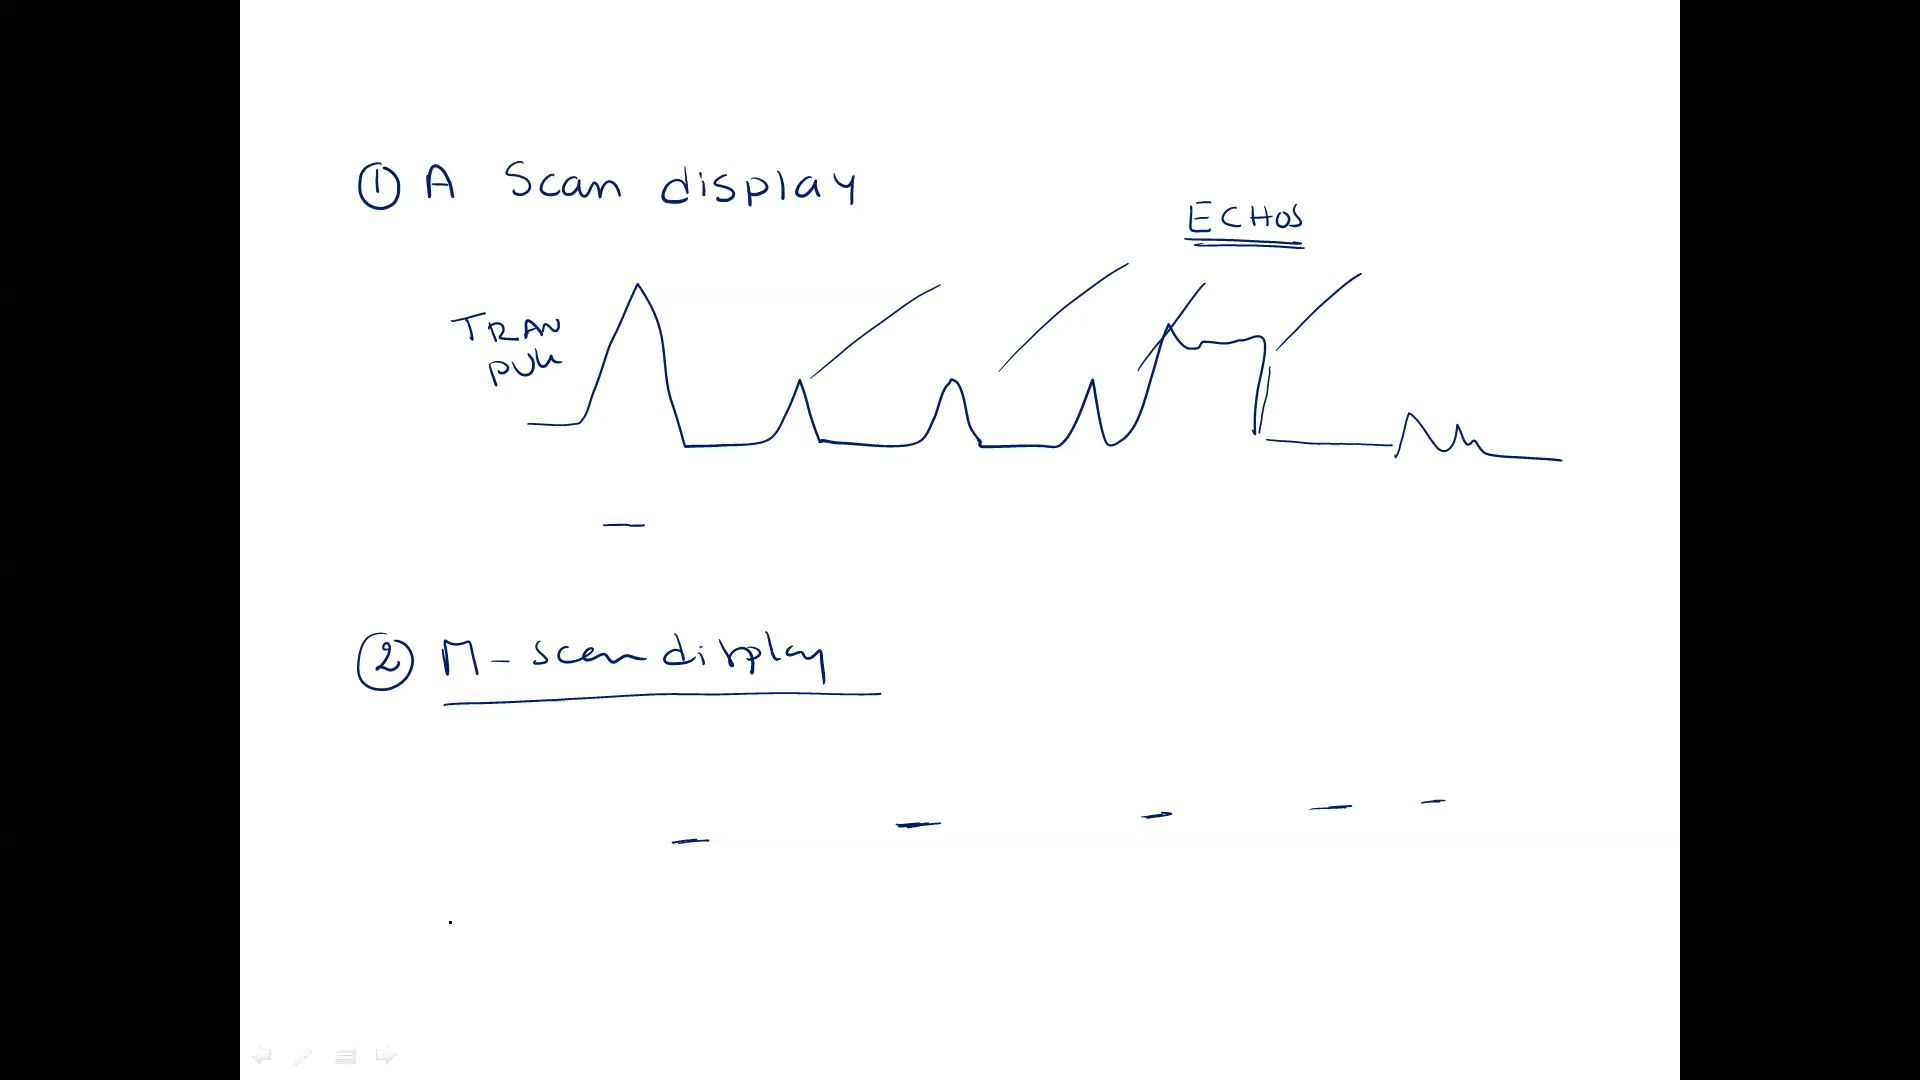 ① A Scan display
ECHOS
TRAN
PUL
② M - scan display